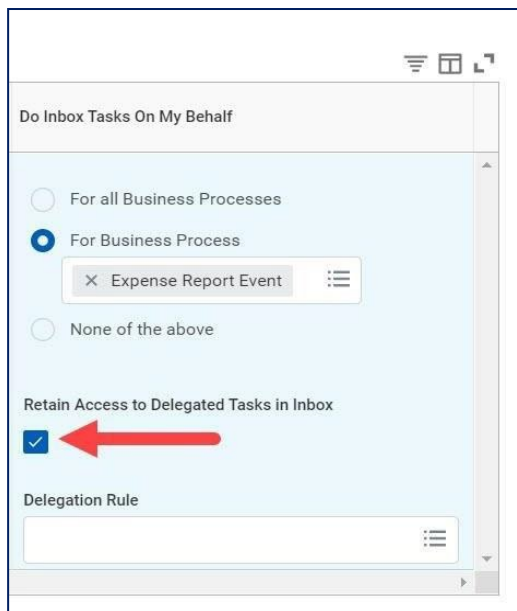 Do Inbox Tasks On My Behalf
For all Business Processes
For Business Process
Expense Report Event
None of the above
Retain Access to Delegated Tasks in Inbox
Delegation Rule